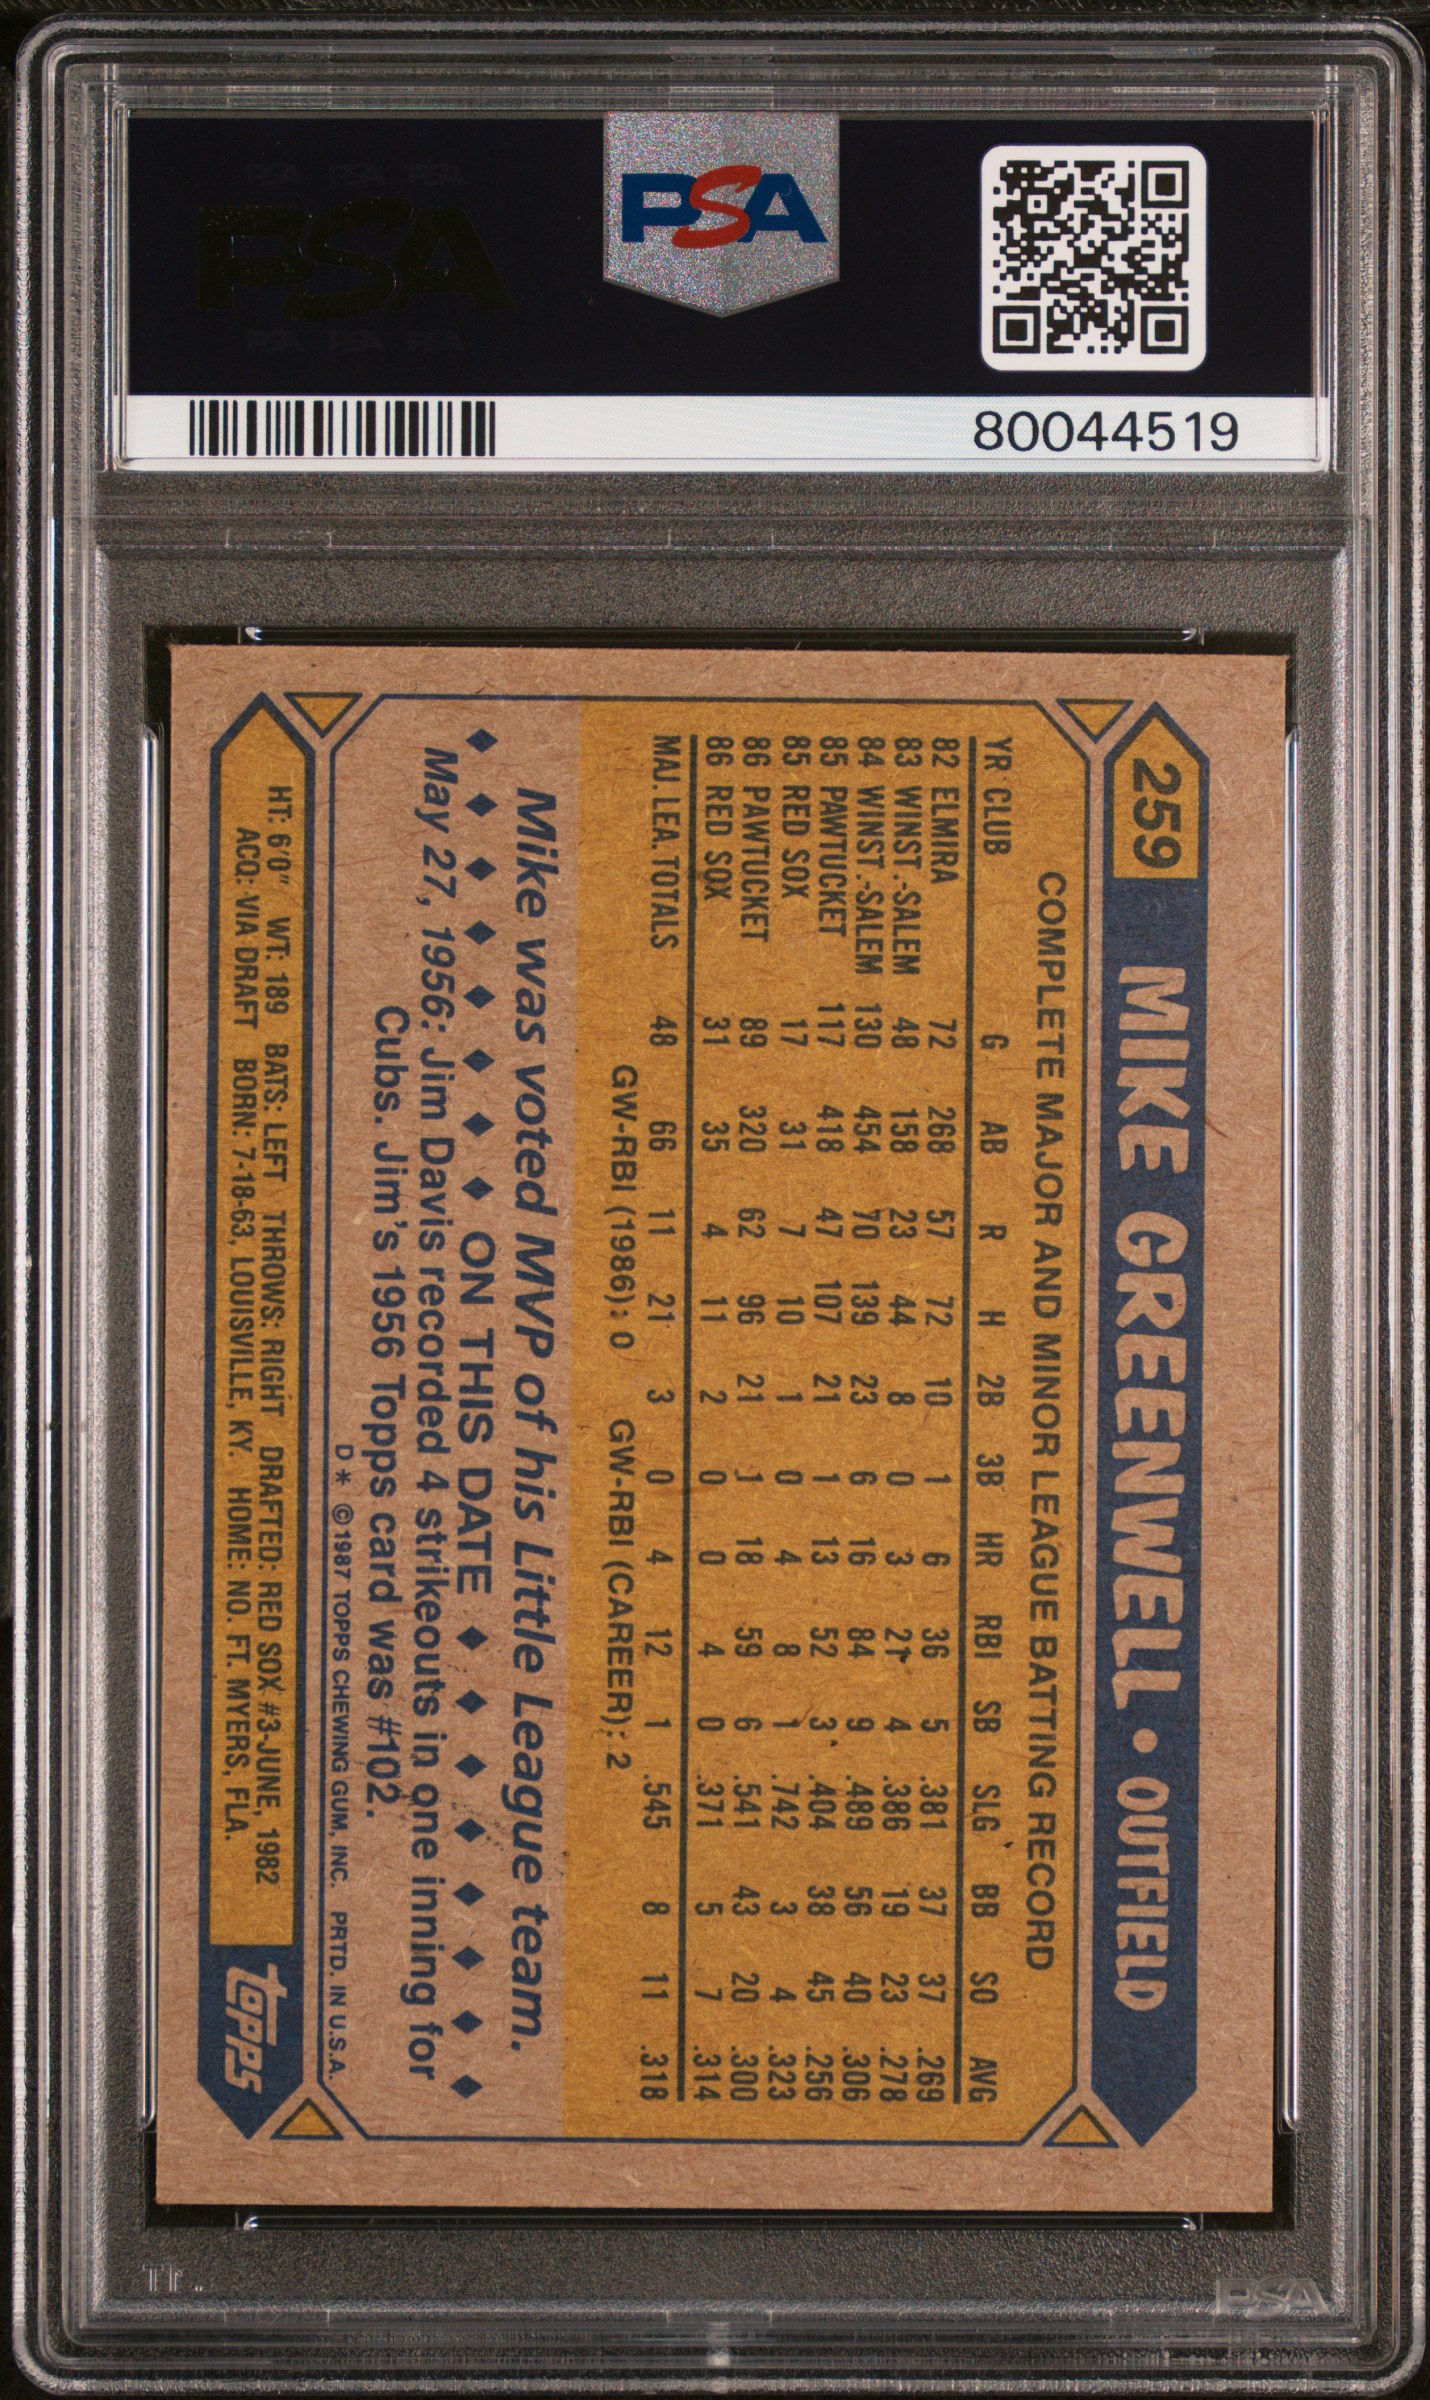 PSA
PSA
80044519
259 MIKE GREENWELL • OUTFIELD
COMPLETE MAJOR AND MINOR LEAGUE BATTING RECORD
YR CLUB G AB R H 2B 3B HR RBI SB SLG BB SO AVG
82 ELMIRA 72 268 57 72 10 1 6 36 5 .381 37 37 .269
83 WINST.-SALEM 48 158 23 44 8 0 3 21 4 .386 19 23 .278
84 WINST.-SALEM 130 454 70 139 23 6 16 84 9 .489 56 40 .306
85 PAWTUCKET 117 418 47 107 21 1 13 52 3 .404 38 45 .256
85 RED SOX 17 31 7 10 1 0 4 8 1 .742 3 4 .323
86 PAWTUCKET 89 320 62 96 21 1 18 59 6 .541 43 20 .300
86 RED SOX 31 35 4 11 2 0 0 4 0 .371 5 7 .314
MAJ. LEA. TOTALS 48 66 11 21 3 0 4 12 1 .545 8 11 .318
GW-RBI (1986): 0 GW-RBI (CAREER): 2
Mike was voted MVP of his Little League team.
ON THIS DATE
May 27, 1956: Jim Davis recorded 4 strikeouts in one inning for
Cubs. Jim's 1956 Topps card was #102.
D* ©1987 TOPPS CHEWING GUM, INC. PRTD. IN U.S.A.
HT: 6'0" WT: 189 BATS: LEFT THROWS: RIGHT DRAFTED: RED SOX #3-JUNE, 1982
ACQ: VIA DRAFT BORN: 7-18-63, LOUISVILLE, KY. HOME: NO. FT. MYERS, FLA.
topps
PSA